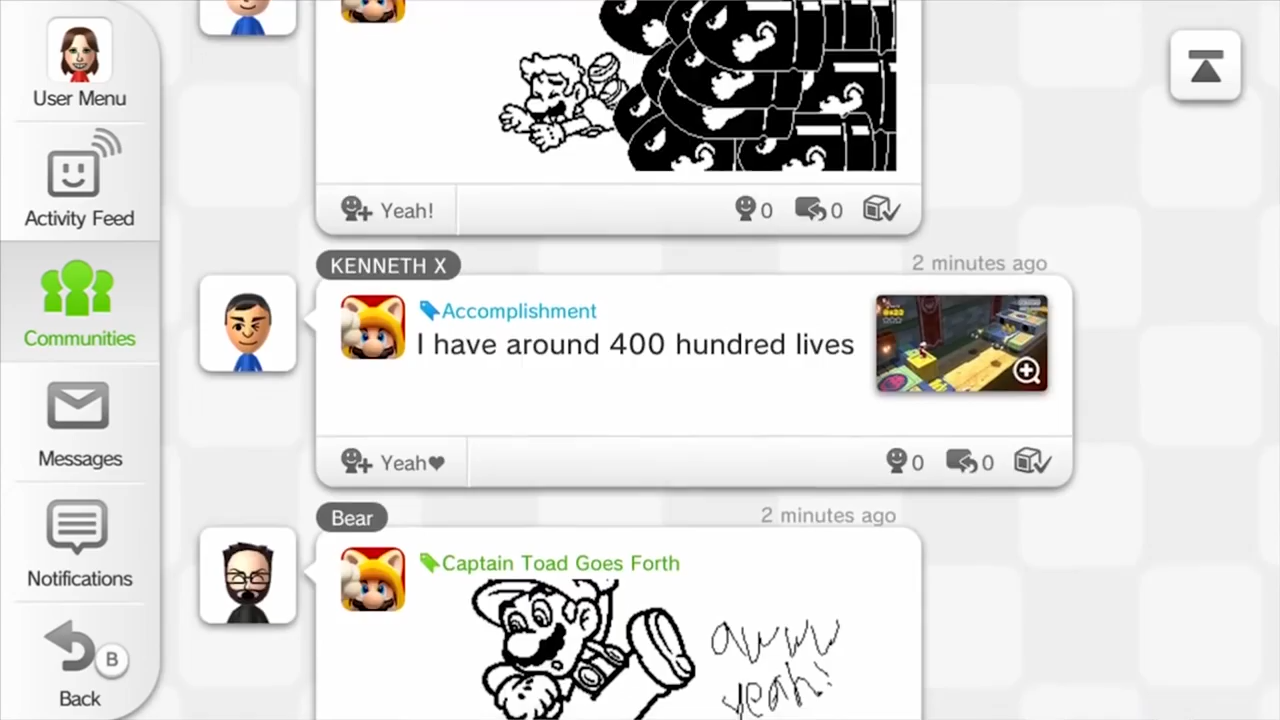 User Menu
Activity Feed
Communities
Messages
Notifications
B
Back
Yeah!
0
0
KENNETH X
2 minutes ago
Accomplishment
I have around 400 hundred lives
Yeah♥
0
0
Bear
2 minutes ago
Captain Toad Goes Forth
aww
yeah!